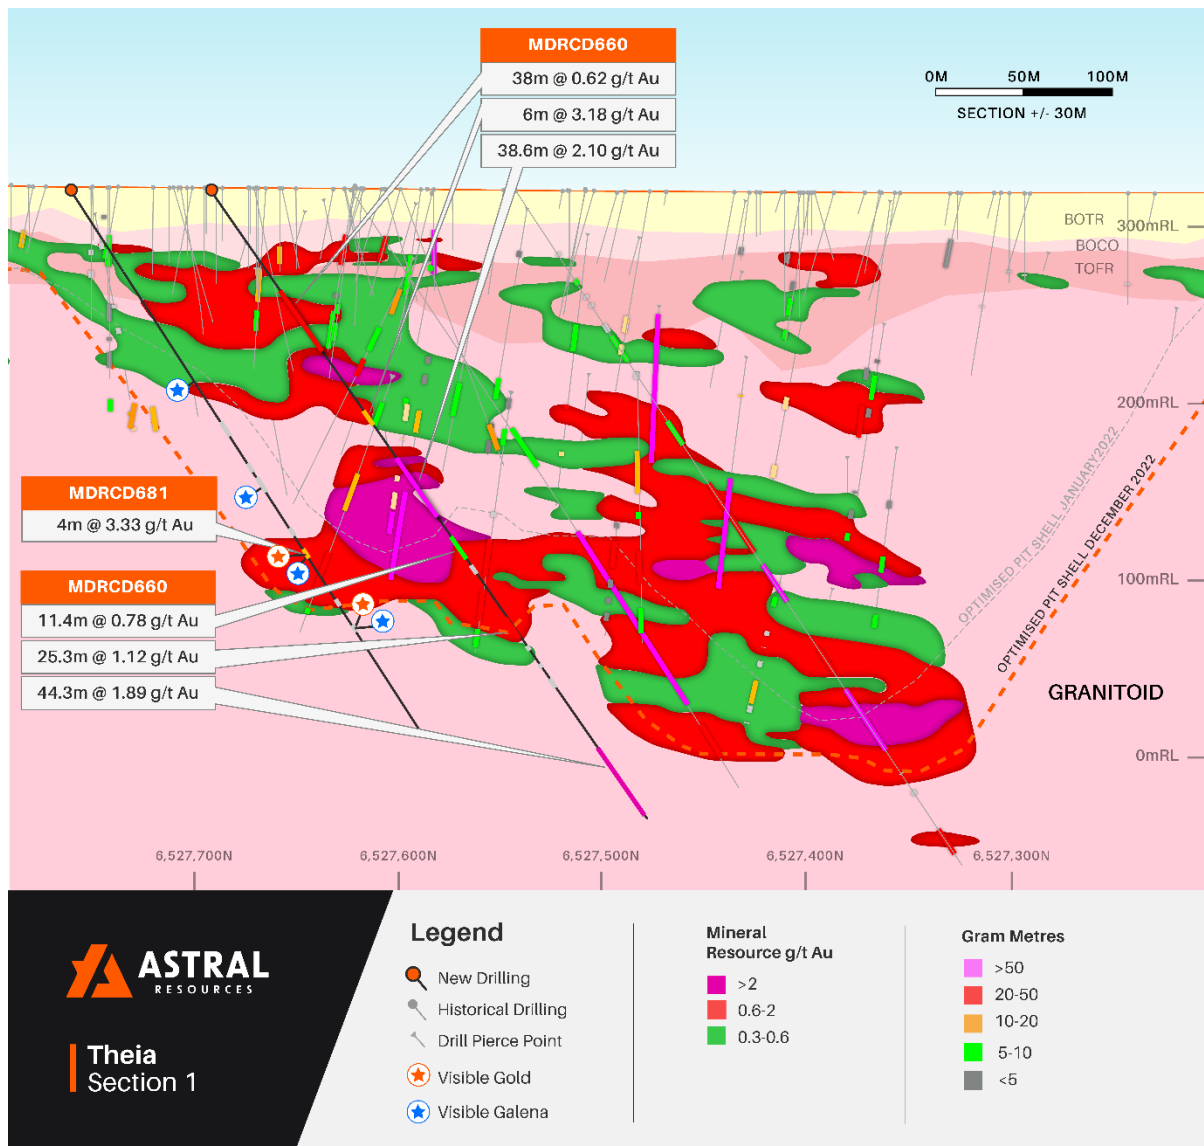 MDRCD660
38m @ 0.62 g/t Au
6m @ 3.18 g/t Au
38.6m @ 2.10 g/t Au
0M 50M 100M
SECTION +/- 30M
BOTR
300mRL
BOCO
TOFR
200mRL
MDRCD681
4m @ 3.33 g/t Au
OPTIMISED PIT SHELL JANUARY 2022
OPTIMISED PIT SHELL DECEMBER 2022
100mRL
MDRCD660
11.4m @ 0.78 g/t Au
25.3m @ 1.12 g/t Au
44.3m @ 1.89 g/t Au
GRANITOID
0mRL
6,527,700N 6,527,600N 6,527,500N 6,527,400N 6,527,300N
ASTRAL
RESOURCES
Theia
Section 1
Legend
New Drilling
Historical Drilling
Drill Pierce Point
Visible Gold
Visible Galena
Mineral
Resource g/t Au
>2
0.6-2
0.3-0.6
Gram Metres
>50
20-50
10-20
5-10
<5